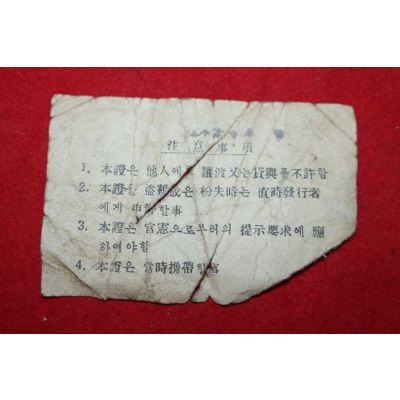 注意事項
1. 本證은 他人에게 讓渡又는 貸與를 不許함
2. 本證을 盜難或은 紛失時는 直時發行者
에게 申告할事
3. 本證은 官憲으로부터의 提示要求에 應
하여야함
4. 本證은 當時携帶할事